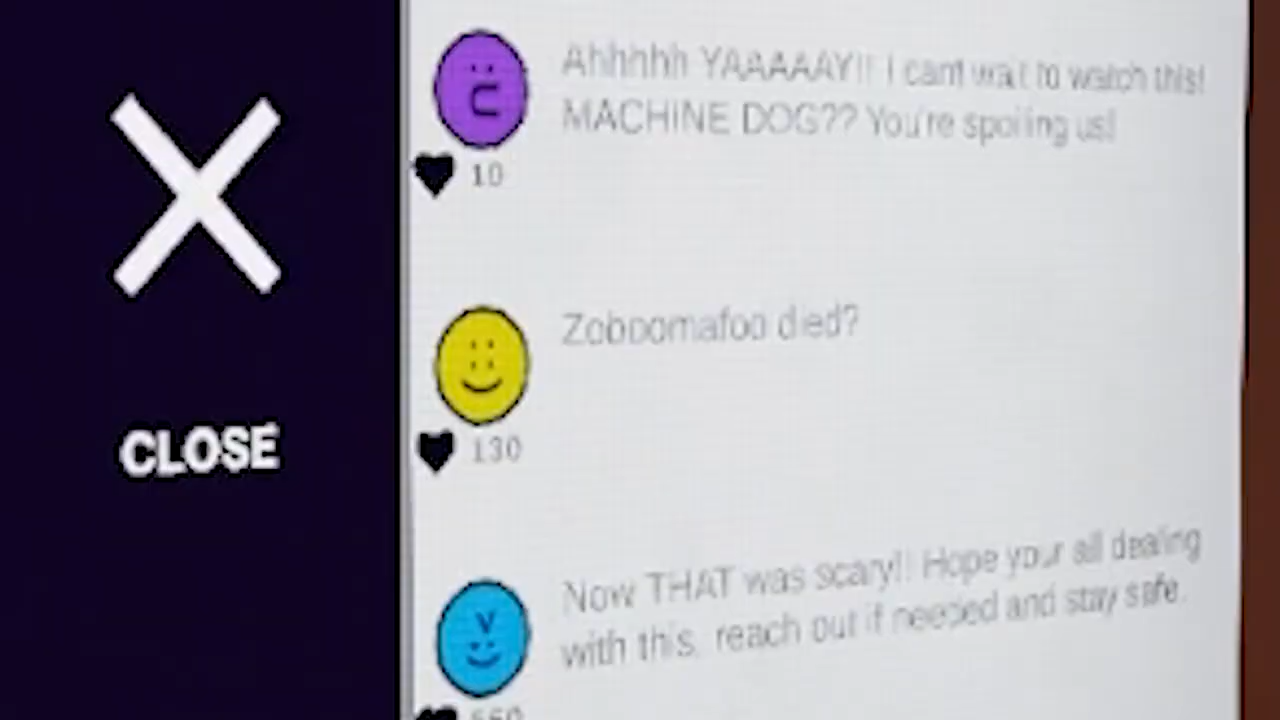 Ahhhhh YAAAAAY!! I cant wait to watch this!
MACHINE DOG?? You're spoiling us!
10
Zoboomafoo died?
130
CLOSE
Now THAT was scary!! Hope your all dealing
with this, reach out if needed and stay safe.
560